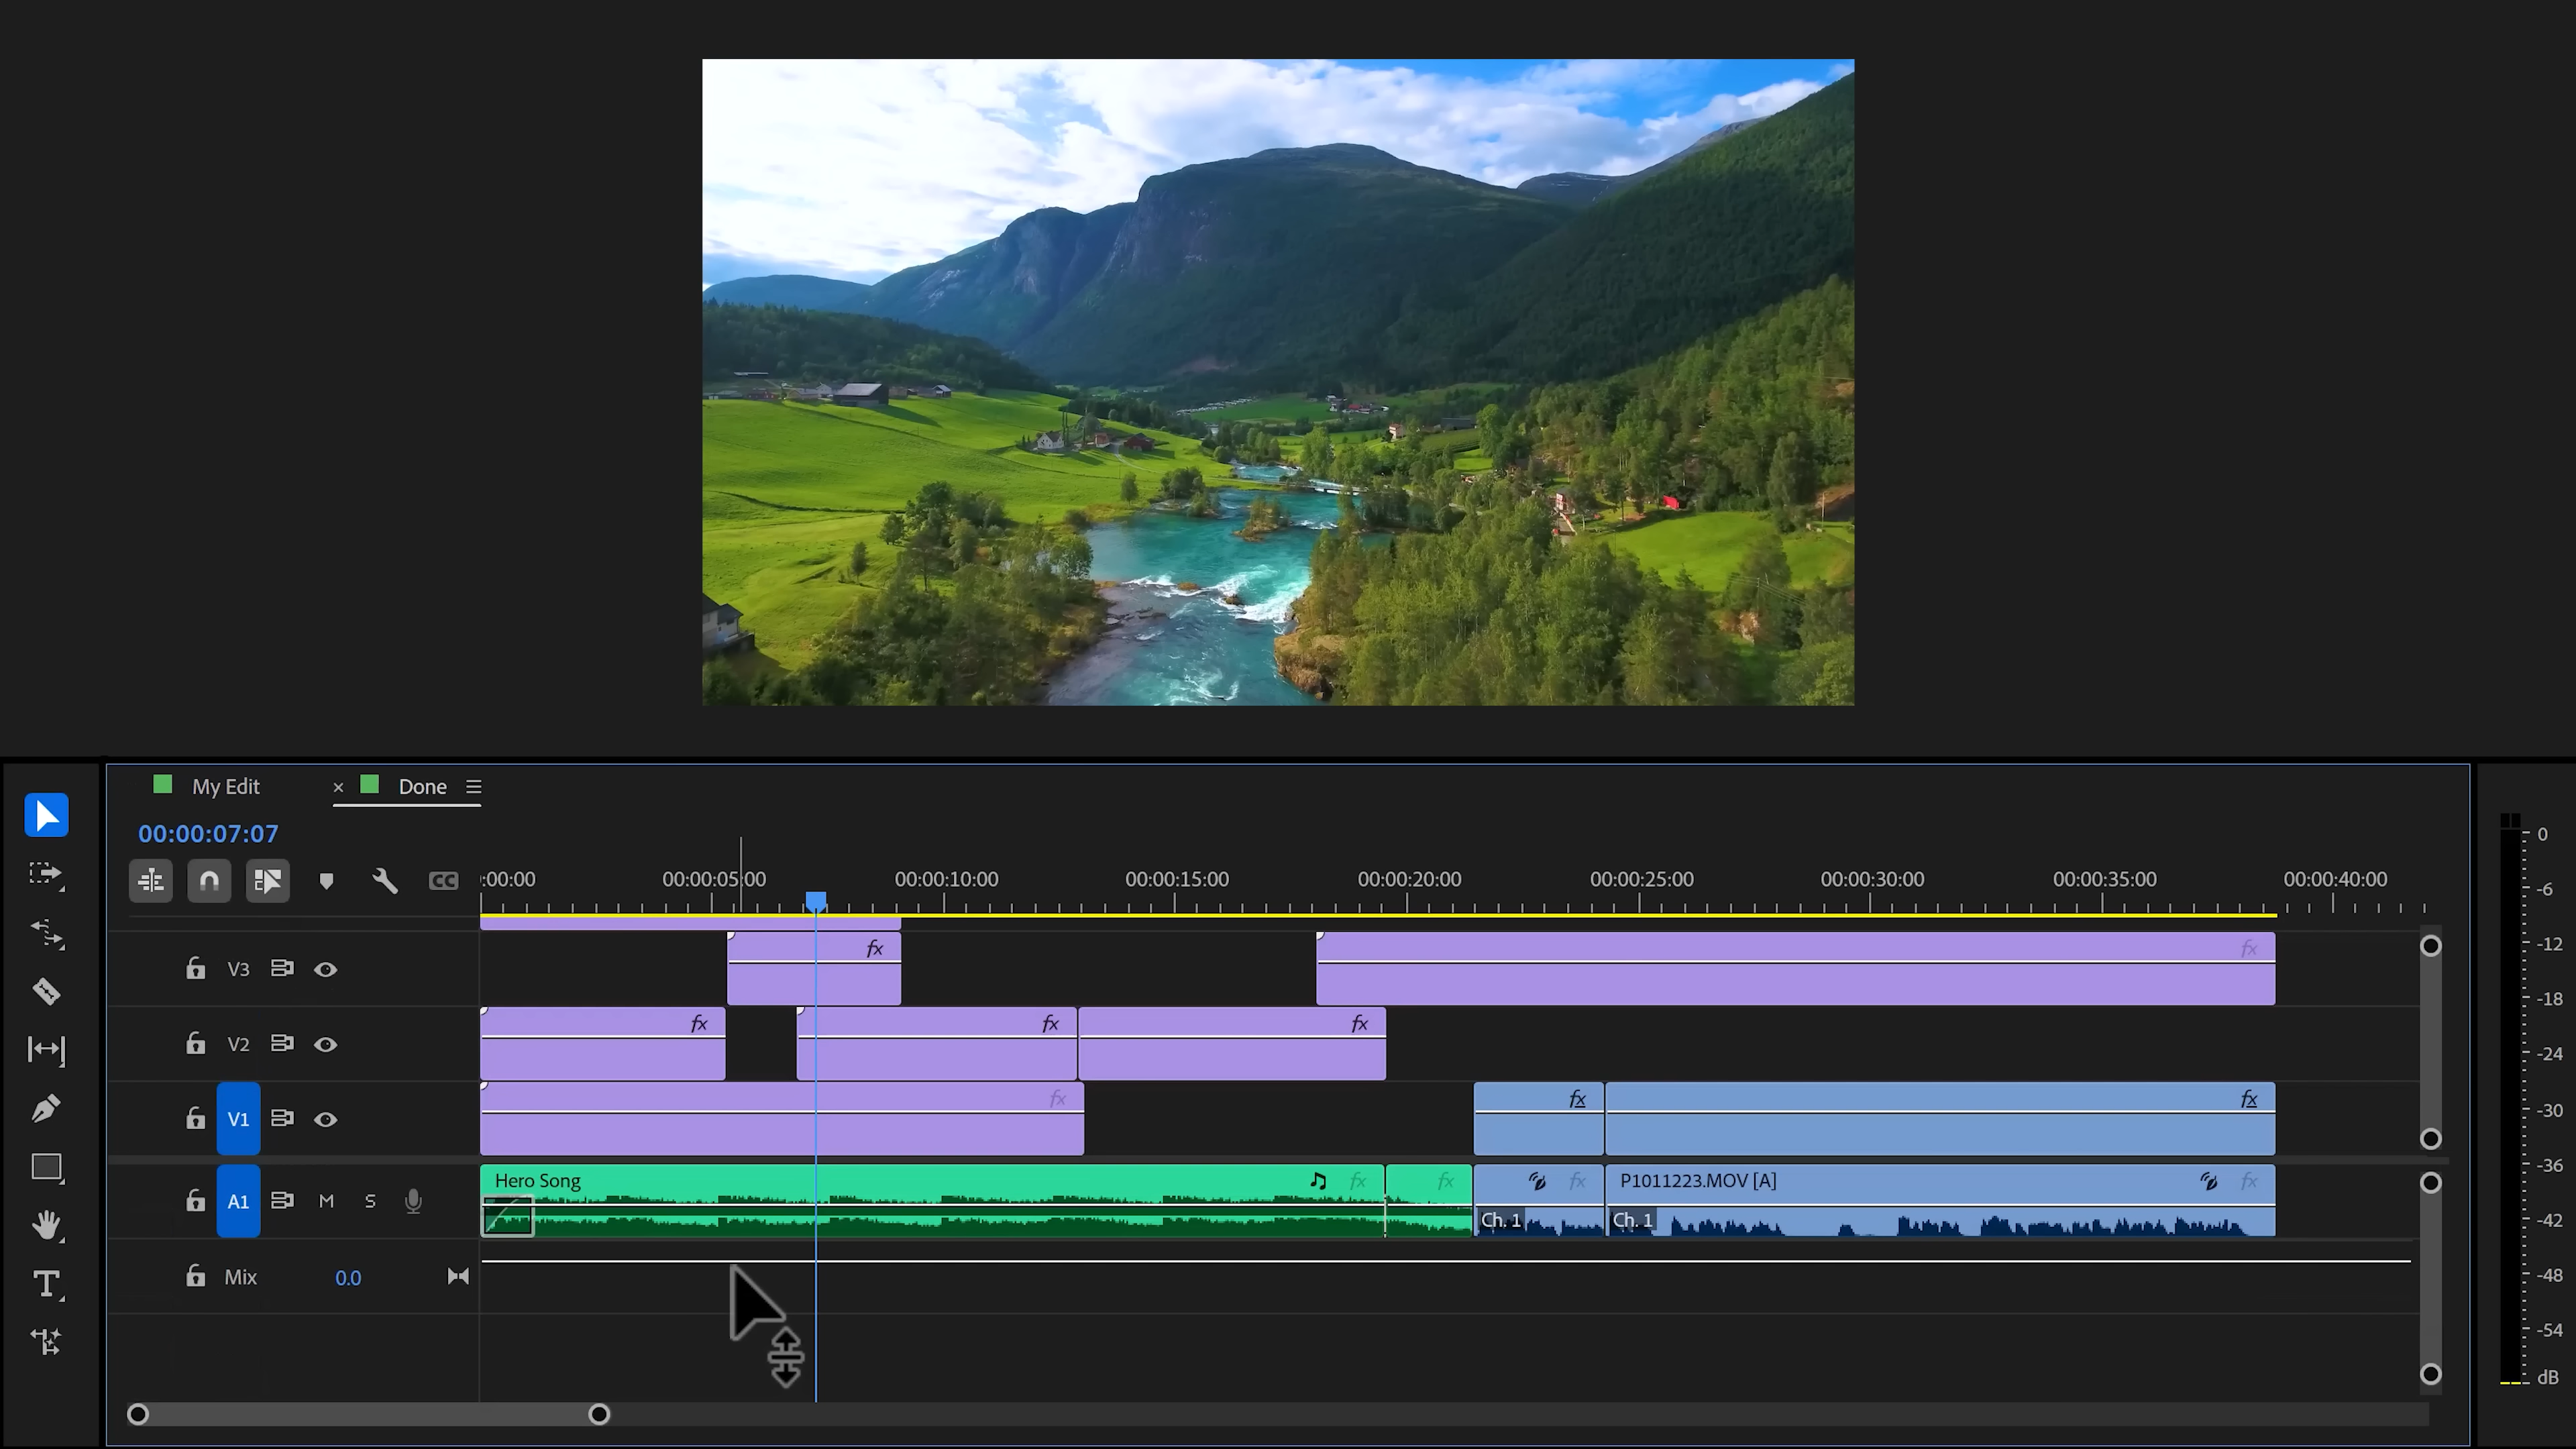 My Edit × Done
00:00:07:07
CC :00:00 00:00:05:00 00:00:10:00 00:00:15:00 00:00:20:00 00:00:25:00 00:00:30:00 00:00:35:00 00:00:40:00
V3 fx fx
V2 fx fx fx
V1 fx fx fx
A1 M S Hero Song fx fx fx P1011223.MOV [A] fx
Ch. 1 Ch. 1
Mix 0.0
T
0
-6
-12
-18
-24
-30
-36
-42
-48
-54
dB